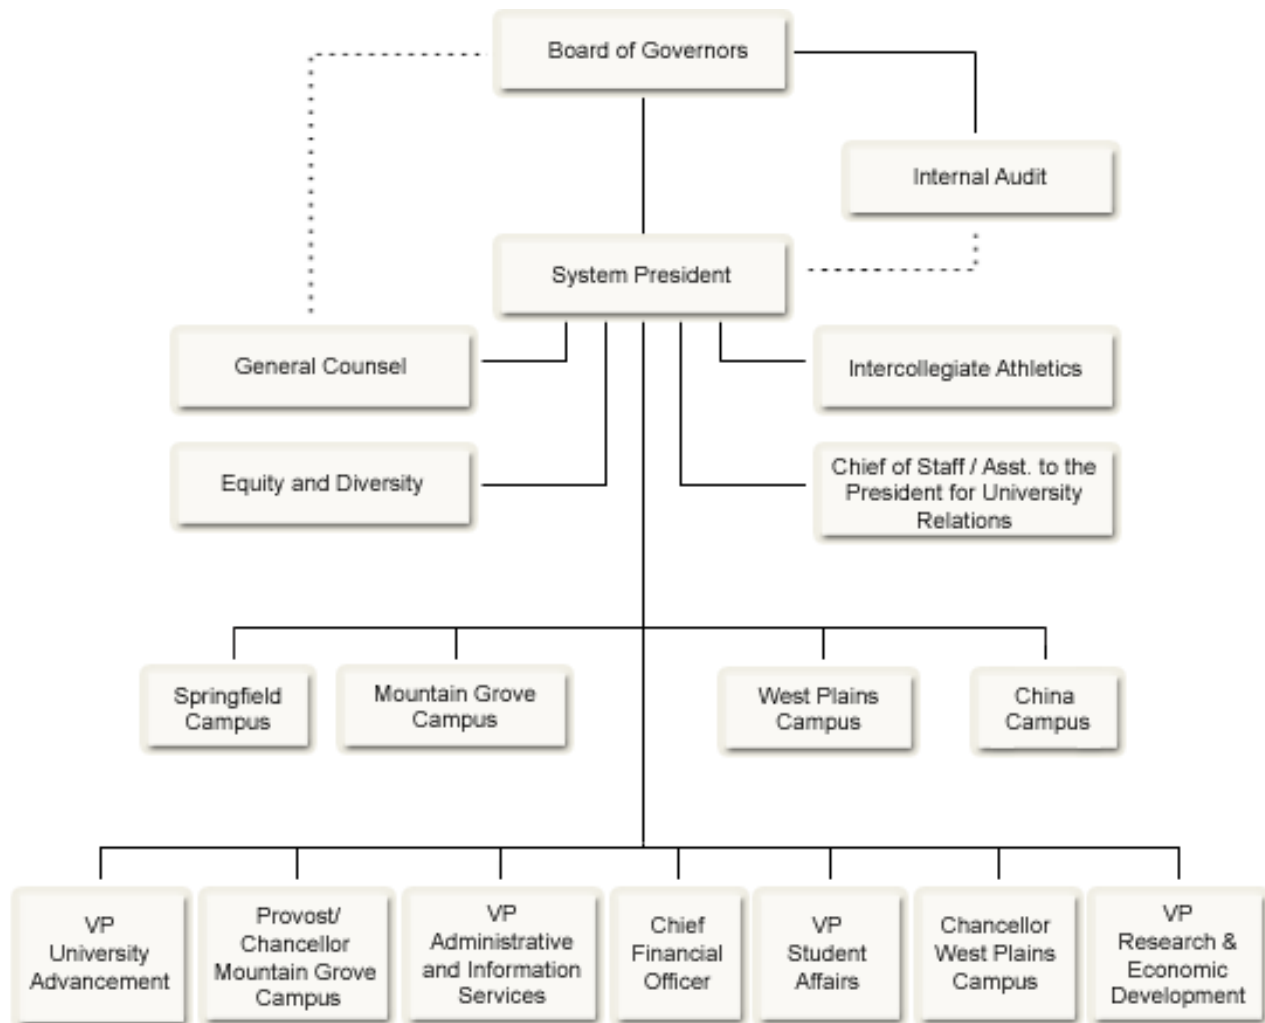 Board of Governors
Internal Audit
System President
General Counsel
Intercollegiate Athletics
Equity and Diversity
Chief of Staff / Asst. to the
President for University
Relations
Springfield
Campus
Mountain Grove
Campus
West Plains
Campus
China
Campus
VP
University
Advancement
Provost/
Chancellor
Mountain Grove
Campus
VP
Administrative
and Information
Services
Chief
Financial
Officer
VP
Student
Affairs
Chancellor
West Plains
Campus
VP
Research &
Economic
Development